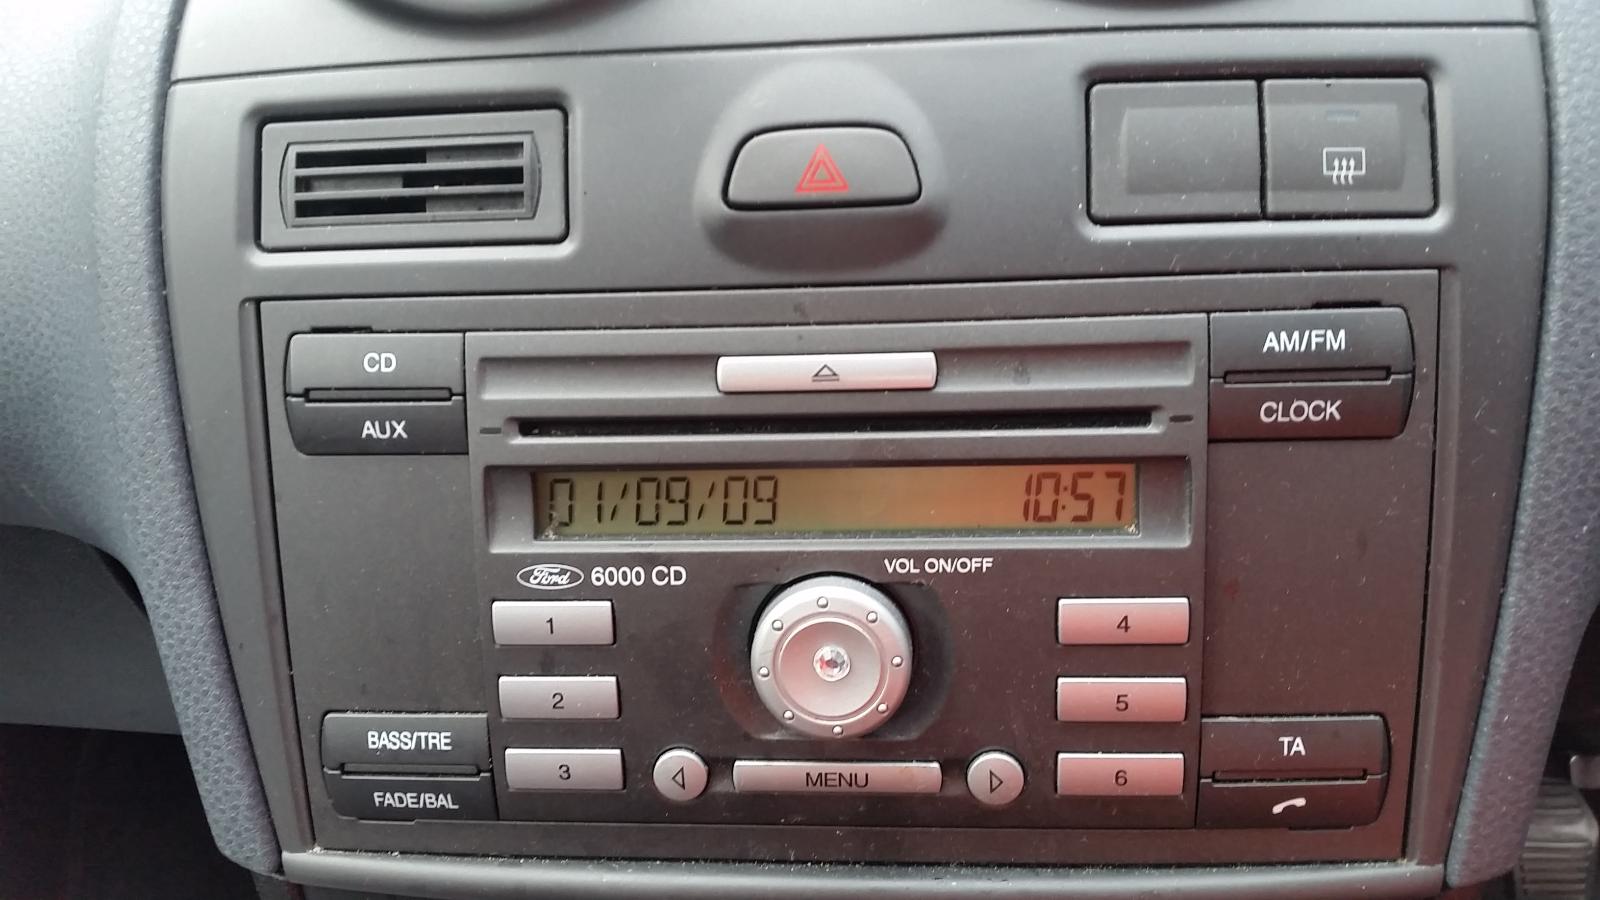 CD
AUX
AM/FM
CLOCK
01/09/09 10:57
Ford 6000 CD
VOL ON/OFF
1
2
3
4
5
6
BASS/TRE
FADE/BAL
MENU
TA